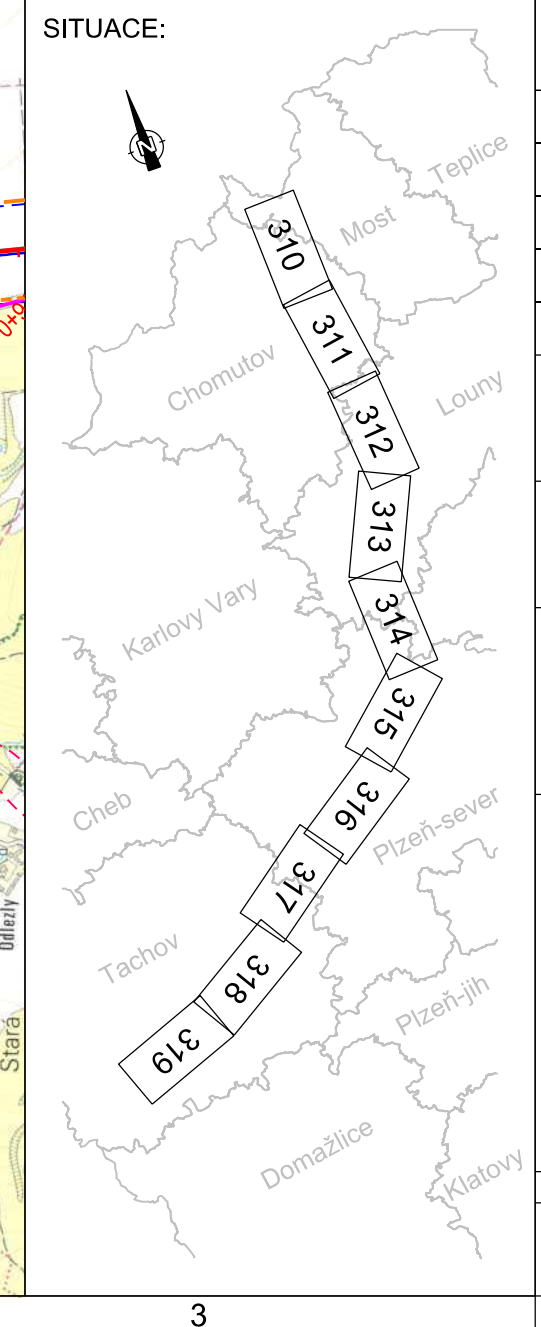 SITUACE:
N
Teplice
Most
310
311
Chomutov
Louny
312
313
Karlovy Vary
314
315
Cheb
316
Plzeň-sever
317
Tachov
318
Plzeň-jih
319
Domažlice
Klatovy
Odlezly
Stará
3